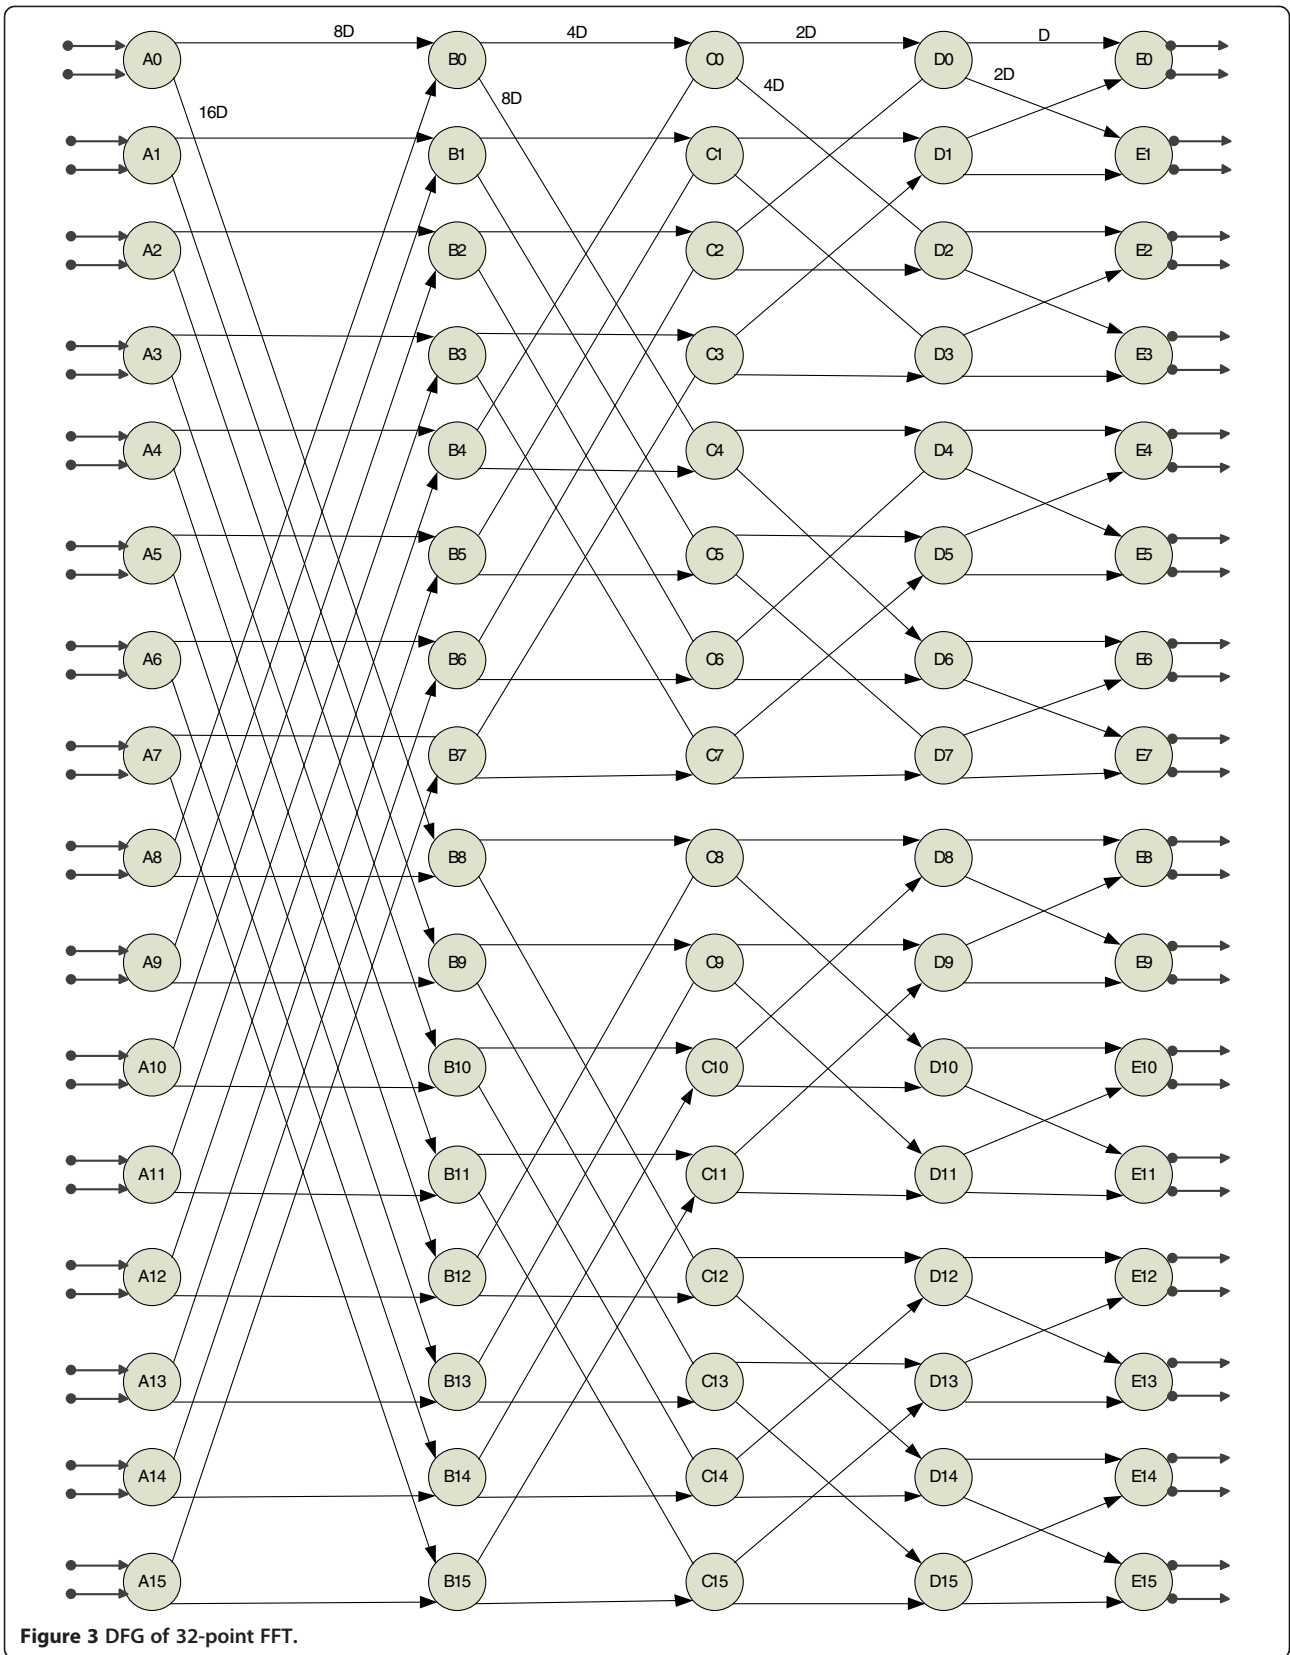 8D 4D 2D D
A0 B0 C0 D0 E0
16D 8D 4D 2D
A1 B1 C1 D1 E1
A2 B2 C2 D2 E2
A3 B3 C3 D3 E3
A4 B4 C4 D4 E4
A5 B5 C5 D5 E5
A6 B6 C6 D6 E6
A7 B7 C7 D7 E7
A8 B8 C8 D8 E8
A9 B9 C9 D9 E9
A10 B10 C10 D10 E10
A11 B11 C11 D11 E11
A12 B12 C12 D12 E12
A13 B13 C13 D13 E13
A14 B14 C14 D14 E14
A15 B15 C15 D15 E15
Figure 3 DFG of 32-point FFT.